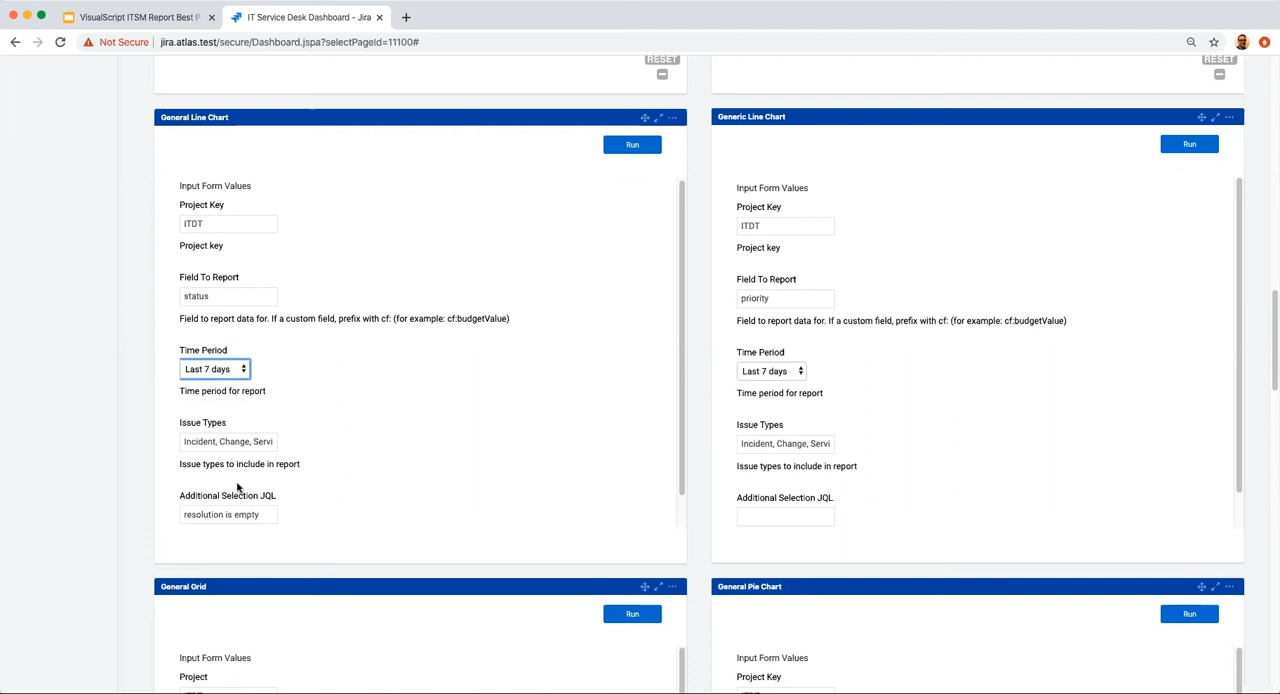 VisualScript ITSM Report Best P
IT Service Desk Dashboard - Jira
Not Secure
jira.atlas.test/secure/Dashboard.jspa?selectPageId=11100#
RESET
RESET
General Line Chart
Run
Input Form Values
Project Key
ITDT
Project key
Field To Report
status
Field to report data for. If a custom field, prefix with cf: (for example: cf:budgetValue)
Time Period
Last 7 days
Time period for report
Issue Types
Incident, Change, Servi
Issue types to include in report
Additional Selection JQL
resolution is empty
Generic Line Chart
Run
Input Form Values
Project Key
ITDT
Project key
Field To Report
priority
Field to report data for. If a custom field, prefix with cf: (for example: cf:budgetValue)
Time Period
Last 7 days
Time period for report
Issue Types
Incident, Change, Servi
Issue types to include in report
Additional Selection JQL
General Grid
Run
Input Form Values
Project
General Pie Chart
Run
Input Form Values
Project Key